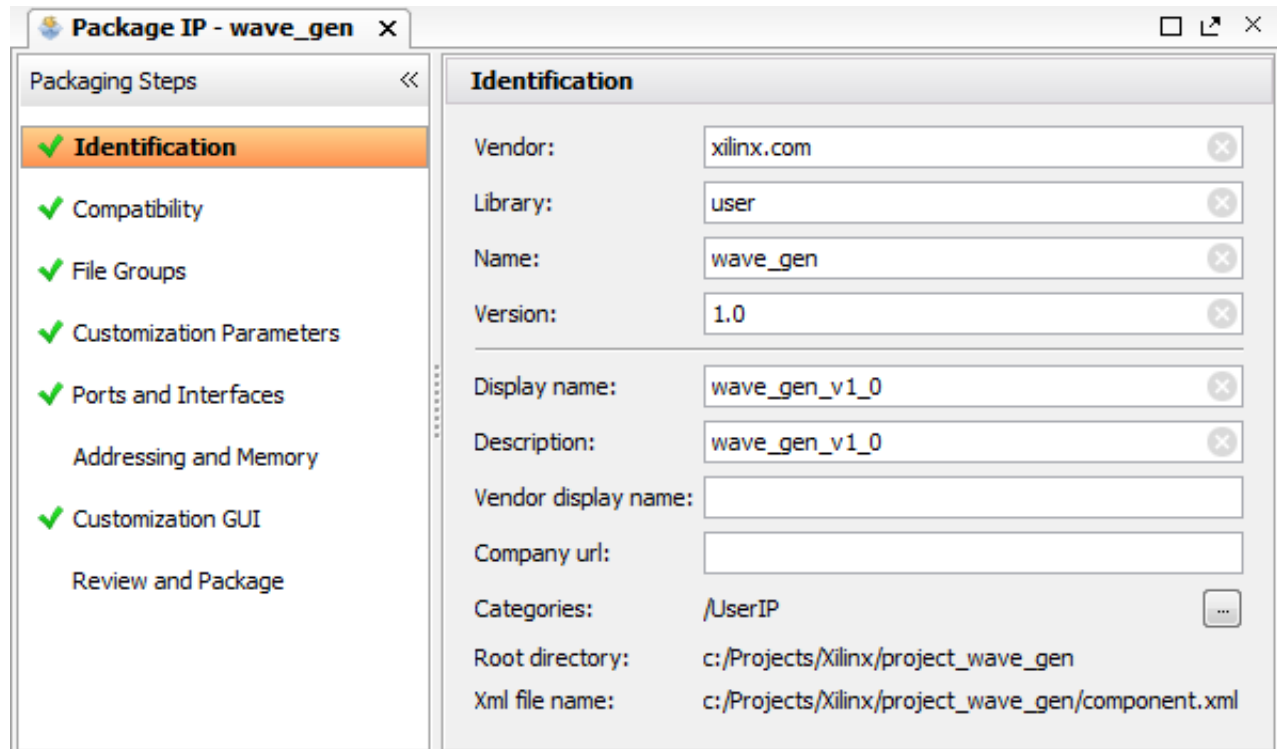 Package IP - wave_gen
Packaging Steps
Identification
Compatibility
File Groups
Customization Parameters
Ports and Interfaces
Addressing and Memory
Customization GUI
Review and Package
Identification
Vendor: xilinx.com
Library: user
Name: wave_gen
Version: 1.0
Display name: wave_gen_v1_0
Description: wave_gen_v1_0
Vendor display name:
Company url:
Categories: /UserIP ...
Root directory: c:/Projects/Xilinx/project_wave_gen
Xml file name: c:/Projects/Xilinx/project_wave_gen/component.xml